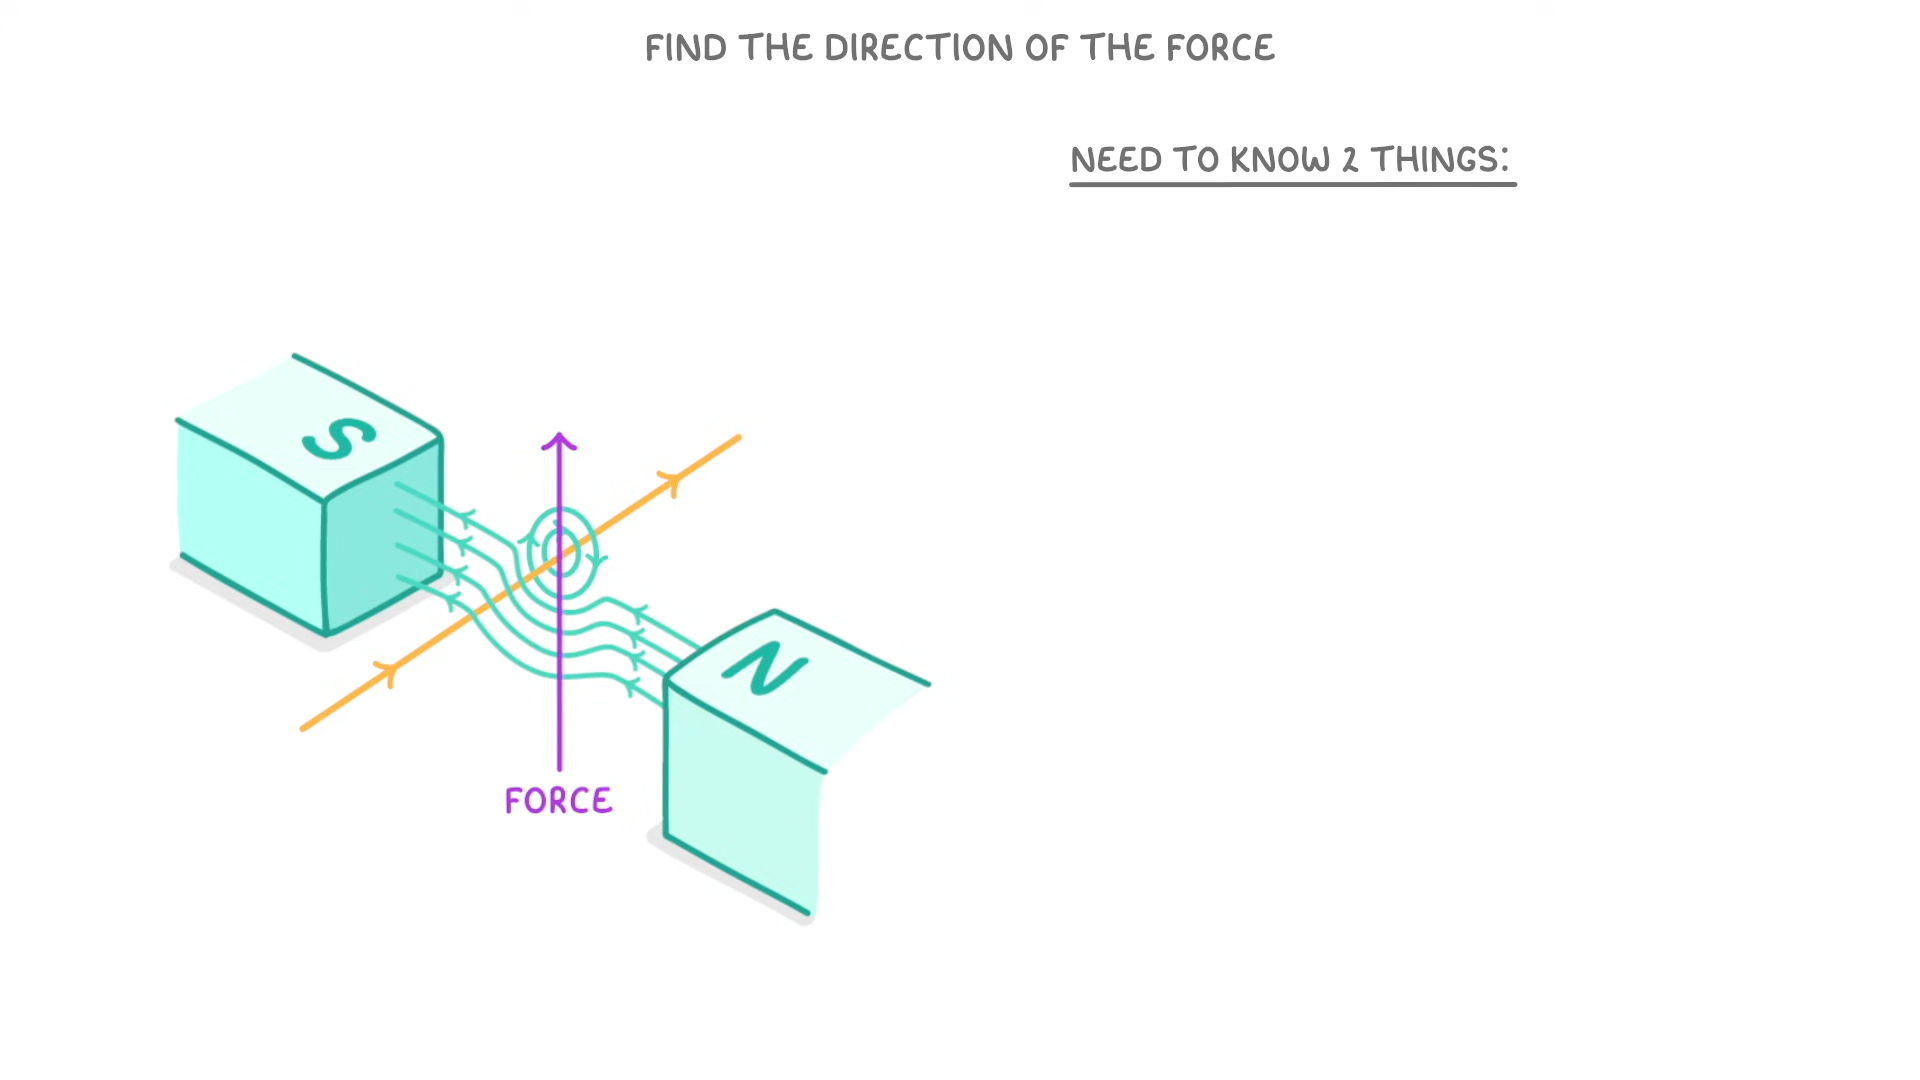 FIND THE DIRECTION OF THE FORCE
NEED TO KNOW 2 THINGS:
S
N
FORCE